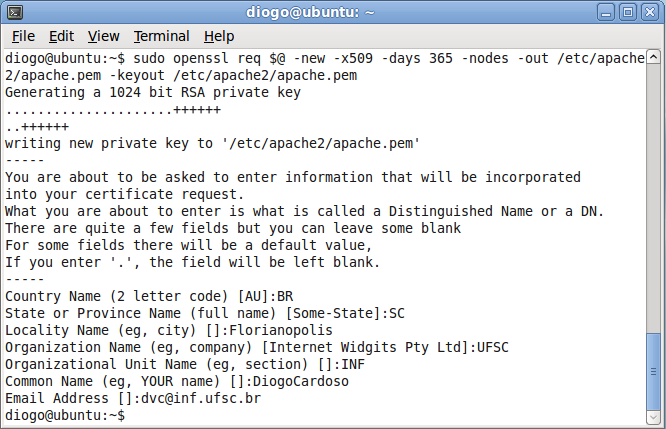 diogo@ubuntu: ~
File Edit View Terminal Help
diogo@ubuntu:~$ sudo openssl req $@ -new -x509 -days 365 -nodes -out /etc/apache
2/apache.pem -keyout /etc/apache2/apache.pem
Generating a 1024 bit RSA private key
.....................++++++
..++++++
writing new private key to '/etc/apache2/apache.pem'
-----
You are about to be asked to enter information that will be incorporated
into your certificate request.
What you are about to enter is what is called a Distinguished Name or a DN.
There are quite a few fields but you can leave some blank
For some fields there will be a default value,
If you enter '.', the field will be left blank.
-----
Country Name (2 letter code) [AU]:BR
State or Province Name (full name) [Some-State]:SC
Locality Name (eg, city) []:Florianopolis
Organization Name (eg, company) [Internet Widgits Pty Ltd]:UFSC
Organizational Unit Name (eg, section) []:INF
Common Name (eg, YOUR name) []:DiogoCardoso
Email Address []:dvc@inf.ufsc.br
diogo@ubuntu:~$